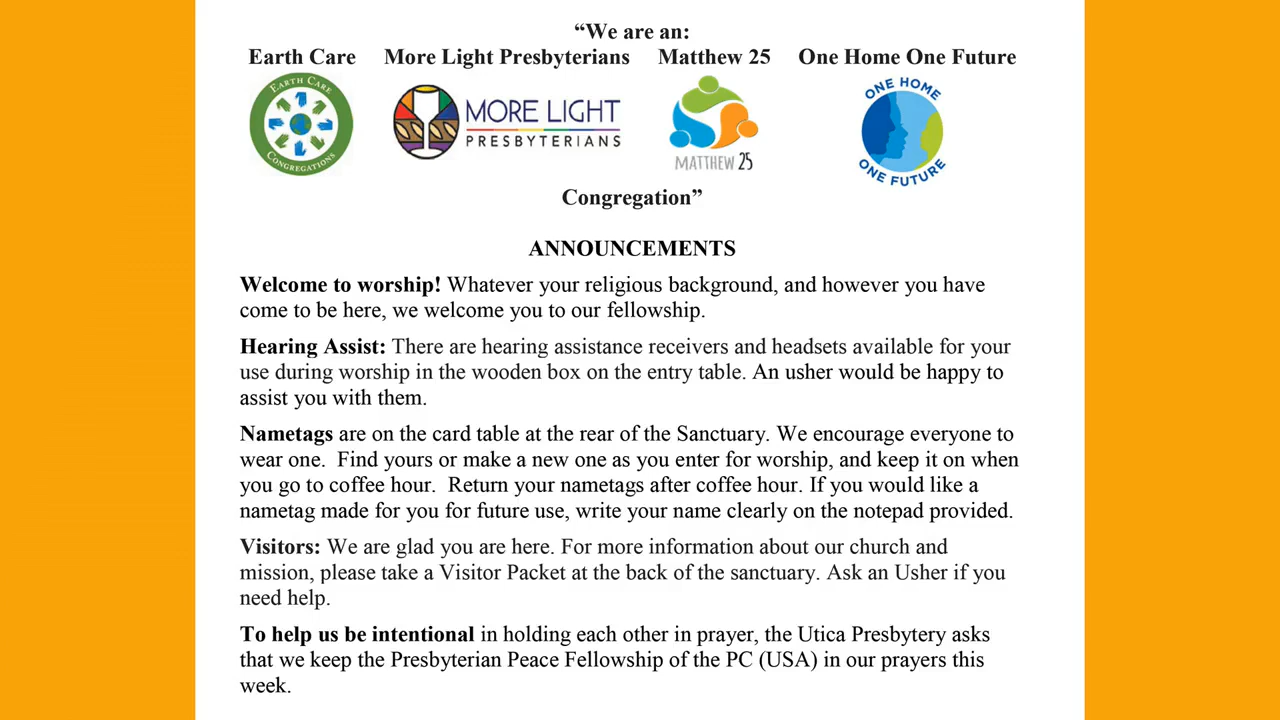 “We are an:
Earth Care More Light Presbyterians Matthew 25 One Home One Future
EARTH CARE
CONGREGATIONS
MORE LIGHT
PRESBYTERIANS
MATTHEW 25
ONE HOME
ONE FUTURE
Congregation”
ANNOUNCEMENTS
Welcome to worship! Whatever your religious background, and however you have
come to be here, we welcome you to our fellowship.
Hearing Assist: There are hearing assistance receivers and headsets available for your
use during worship in the wooden box on the entry table. An usher would be happy to
assist you with them.
Nametags are on the card table at the rear of the Sanctuary. We encourage everyone to
wear one.  Find yours or make a new one as you enter for worship, and keep it on when
you go to coffee hour.  Return your nametags after coffee hour. If you would like a
nametag made for you for future use, write your name clearly on the notepad provided.
Visitors: We are glad you are here. For more information about our church and
mission, please take a Visitor Packet at the back of the sanctuary. Ask an Usher if you
need help.
To help us be intentional in holding each other in prayer, the Utica Presbytery asks
that we keep the Presbyterian Peace Fellowship of the PC (USA) in our prayers this
week.